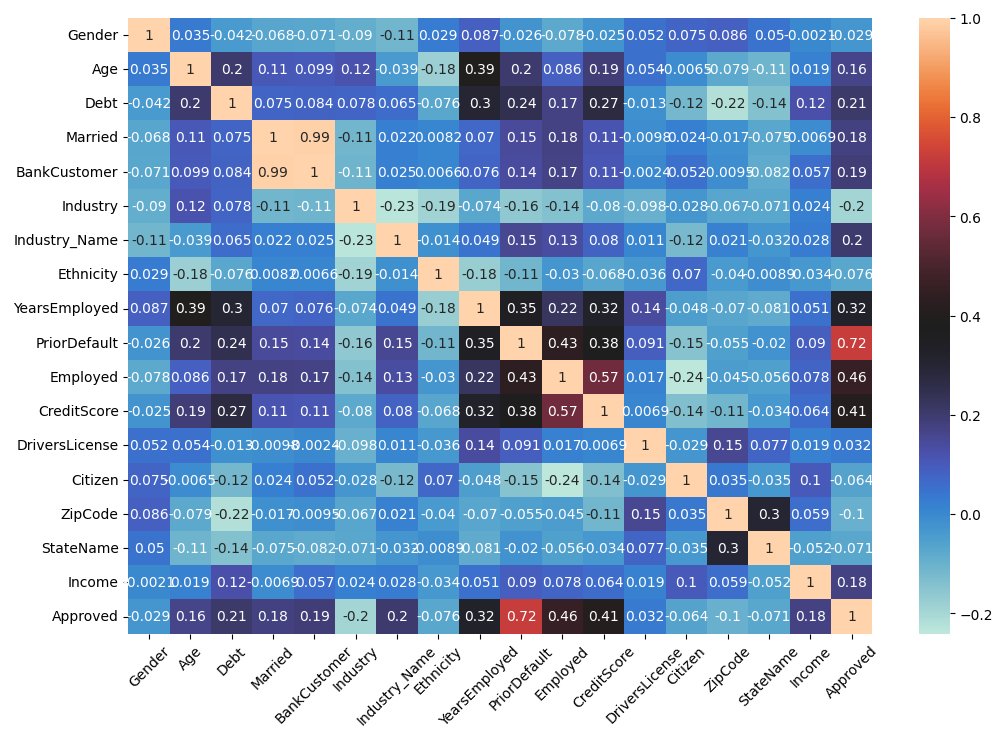 Gender 1 0.035 -0.042 -0.068 -0.071 -0.09 -0.11 0.029 0.087 -0.026 -0.078 -0.025 0.052 0.075 0.086 0.05 -0.0021 -0.029
Age 0.035 1 0.2 0.11 0.099 0.12 -0.039 -0.18 0.39 0.2 0.086 0.19 0.054 0.0065 -0.079 -0.11 0.019 0.16
Debt -0.042 0.2 1 0.075 0.084 0.078 0.065 -0.076 0.3 0.24 0.17 0.27 -0.013 -0.12 -0.22 -0.14 0.12 0.21
Married -0.068 0.11 0.075 1 0.99 -0.11 0.022 0.0082 0.07 0.15 0.18 0.11 -0.0098 0.024 -0.017 -0.075 -0.0069 0.18
BankCustomer -0.071 0.099 0.084 0.99 1 -0.11 0.025 0.0066 0.076 0.14 0.17 0.11 -0.0024 0.052 0.0095 -0.082 0.057 0.19
Industry -0.09 0.12 0.078 -0.11 -0.11 1 -0.23 -0.19 -0.074 -0.16 -0.14 -0.08 -0.098 -0.028 -0.067 -0.071 0.024 -0.2
Industry_Name -0.11 -0.039 0.065 0.022 0.025 -0.23 1 -0.014 0.049 0.15 0.13 0.08 0.011 -0.12 0.021 -0.032 0.028 0.2
Ethnicity 0.029 -0.18 -0.076 0.0082 0.0066 -0.19 -0.014 1 -0.18 -0.11 -0.03 -0.068 -0.036 0.07 -0.04 -0.0089 -0.034 -0.076
YearsEmployed 0.087 0.39 0.3 0.07 0.076 -0.074 0.049 -0.18 1 0.35 0.22 0.32 0.14 -0.048 -0.07 -0.081 0.051 0.32
PriorDefault -0.026 0.2 0.24 0.15 0.14 -0.16 0.15 -0.11 0.35 1 0.43 0.38 0.091 -0.15 -0.055 -0.02 0.09 0.72
Employed -0.078 0.086 0.17 0.18 0.17 -0.14 0.13 -0.03 0.22 0.43 1 0.57 0.017 -0.24 -0.045 -0.056 0.078 0.46
CreditScore -0.025 0.19 0.27 0.11 0.11 -0.08 0.08 -0.068 0.32 0.38 0.57 1 0.0069 -0.14 -0.11 -0.034 0.064 0.41
DriversLicense 0.052 0.054 -0.013 -0.0098 -0.0024 -0.098 0.011 -0.036 0.14 0.091 0.017 0.0069 1 -0.029 0.15 0.077 0.019 0.032
Citizen 0.075 0.0065 -0.12 0.024 0.052 -0.028 -0.12 0.07 -0.048 -0.15 -0.24 -0.14 -0.029 1 0.035 -0.035 0.1 -0.064
ZipCode 0.086 -0.079 -0.22 -0.017 0.0095 -0.067 0.021 -0.04 -0.07 -0.055 -0.045 -0.11 0.15 0.035 1 0.3 0.059 -0.1
StateName 0.05 -0.11 -0.14 -0.075 -0.082 -0.071 -0.032 -0.0089 -0.081 -0.02 -0.056 -0.034 0.077 -0.035 0.3 1 -0.052 -0.071
Income -0.0021 0.019 0.12 -0.0069 0.057 0.024 0.028 -0.034 0.051 0.09 0.078 0.064 0.019 0.1 0.059 -0.052 1 0.18
Approved -0.029 0.16 0.21 0.18 0.19 -0.2 0.2 -0.076 0.32 0.72 0.46 0.41 0.032 -0.064 -0.1 -0.071 0.18 1
Gender Age Debt Married BankCustomer Industry Industry_Name Ethnicity YearsEmployed PriorDefault Employed CreditScore DriversLicense Citizen ZipCode StateName Income Approved
1.0
0.8
0.6
0.4
0.2
0.0
−0.2